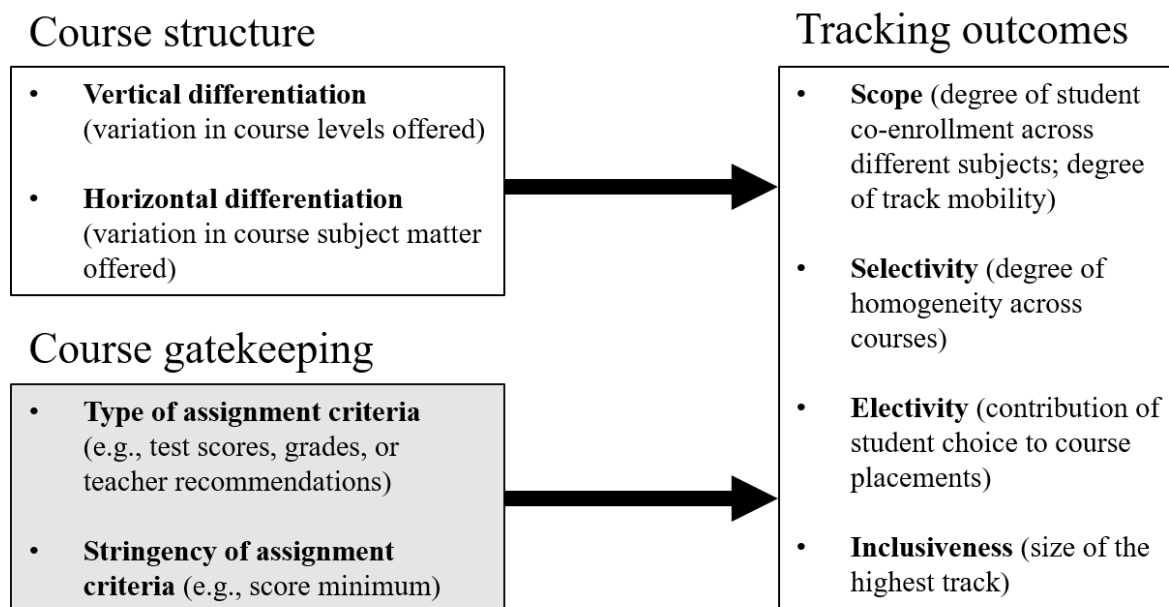 Course structure
• Vertical differentiation
(variation in course levels offered)
• Horizontal differentiation
(variation in course subject matter
offered)
Course gatekeeping
• Type of assignment criteria
(e.g., test scores, grades, or
teacher recommendations)
• Stringency of assignment
criteria (e.g., score minimum)
Tracking outcomes
• Scope (degree of student
co-enrollment across
different subjects; degree
of track mobility)
• Selectivity (degree of
homogeneity across
courses)
• Electivity (contribution of
student choice to course
placements)
• Inclusiveness (size of the
highest track)